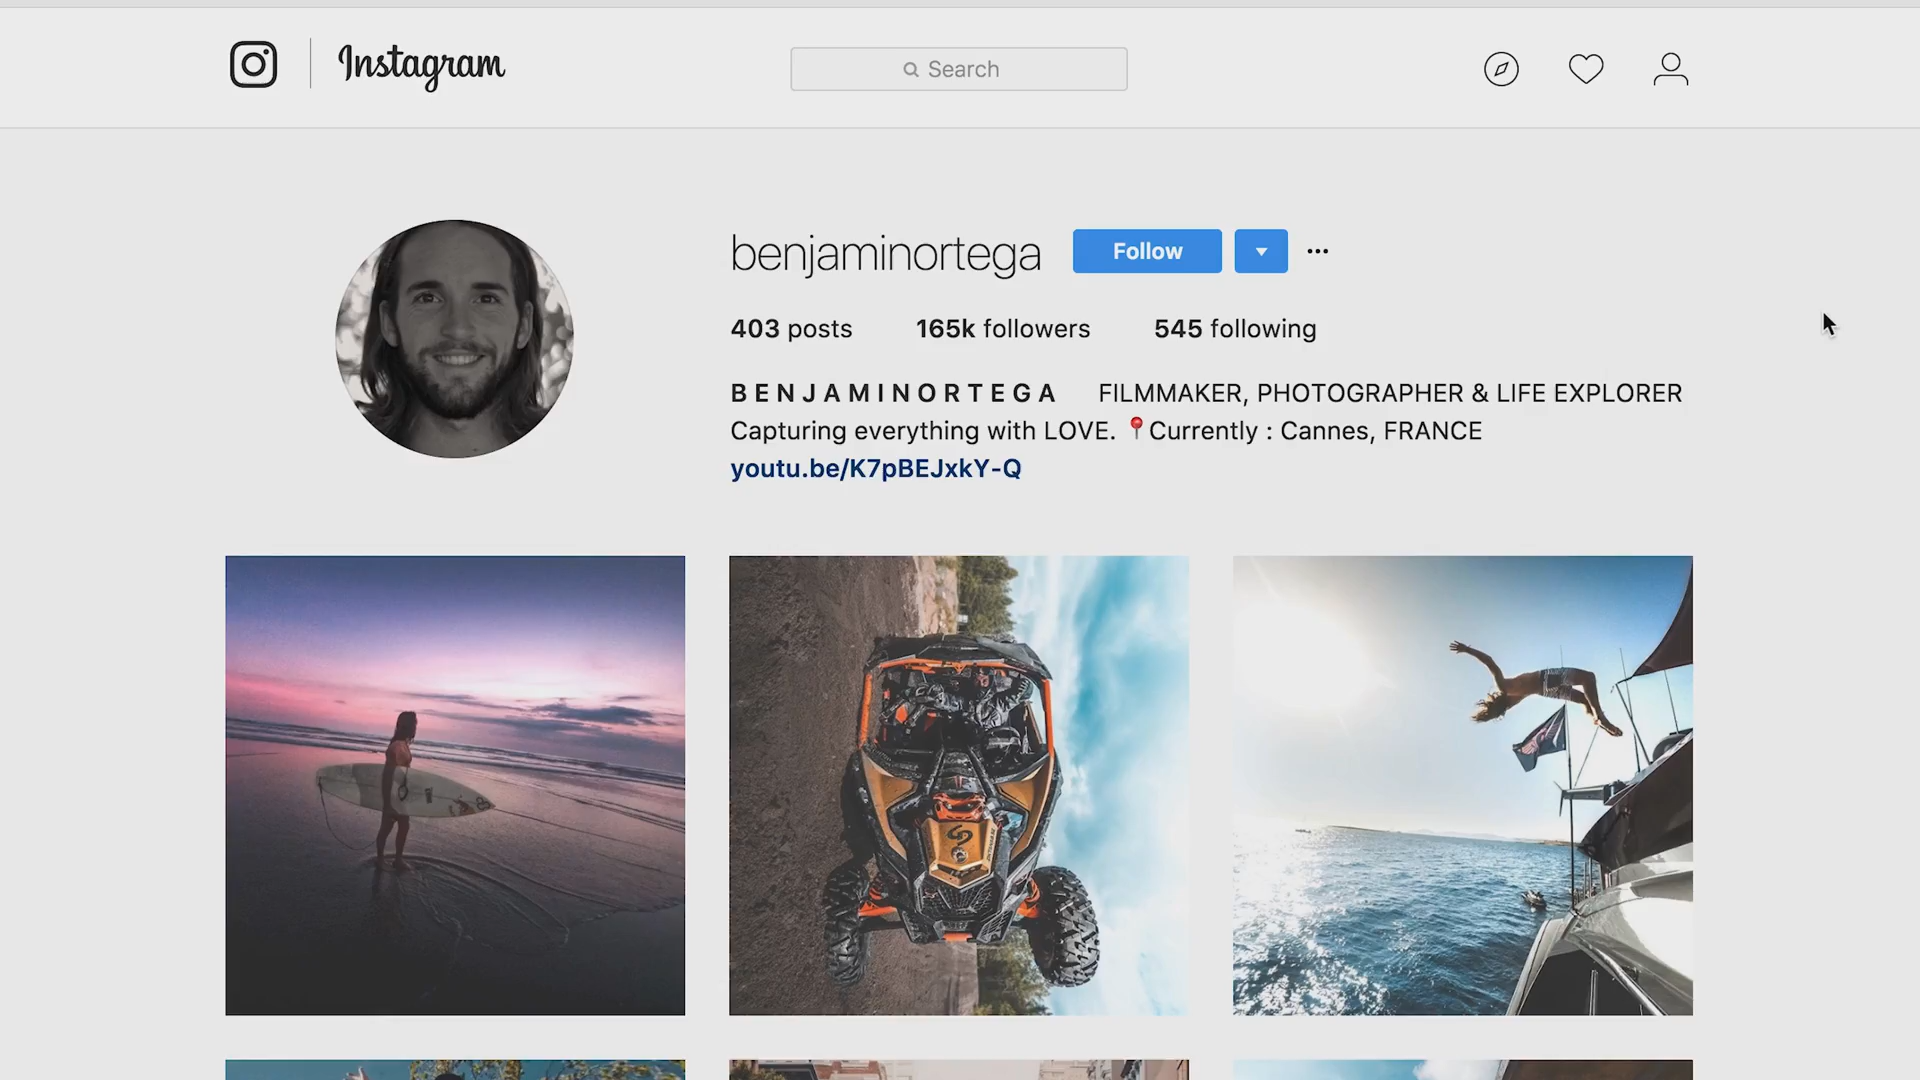 Instagram
Search
benjaminortega
Follow
403 posts 165k followers 545 following
B E N J A M I N O R T E G A FILMMAKER, PHOTOGRAPHER & LIFE EXPLORER
Capturing everything with LOVE. 📍Currently : Cannes, FRANCE
youtu.be/K7pBEJxkY-Q